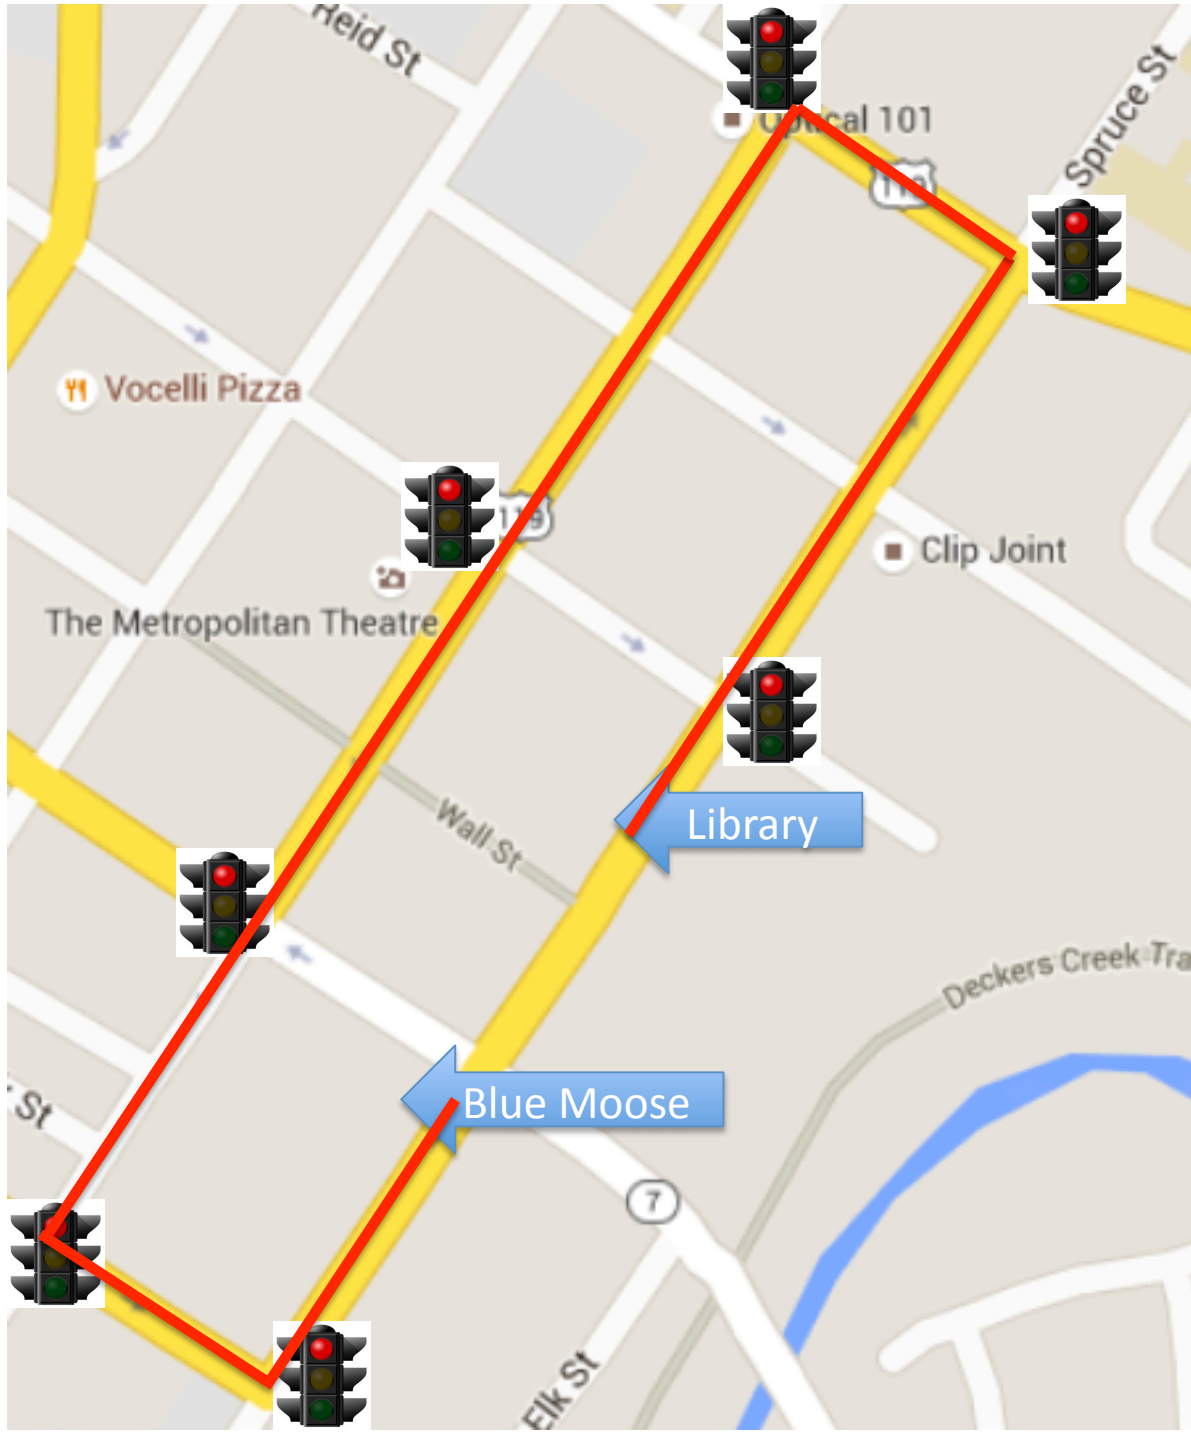 Reid St
Optical 101
Spruce St
119
Vocelli Pizza
119
Clip Joint
The Metropolitan Theatre
Library
Wall St
Deckers Creek Tra
Blue Moose
St
7
Elk St